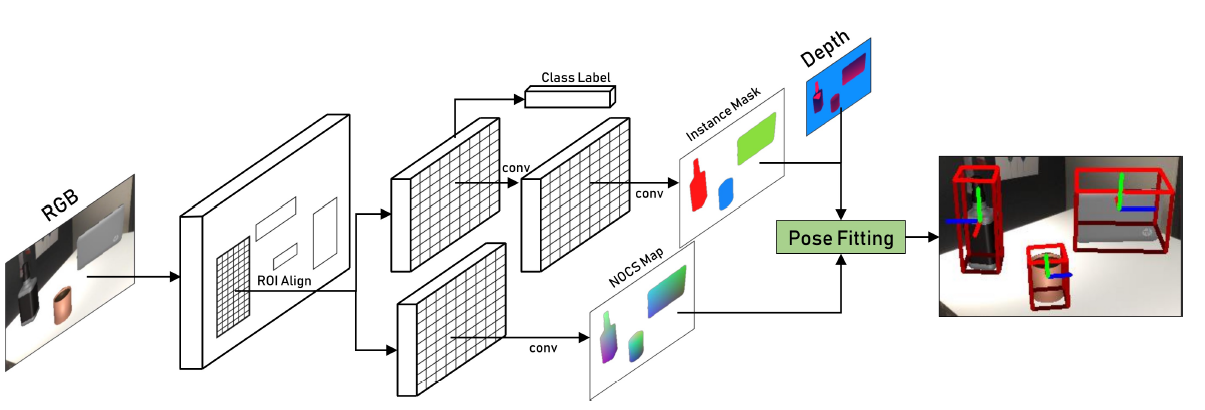 RGB
ROI Align
Class Label
conv
conv
conv
Instance Mask
NOCS Map
Depth
Pose Fitting